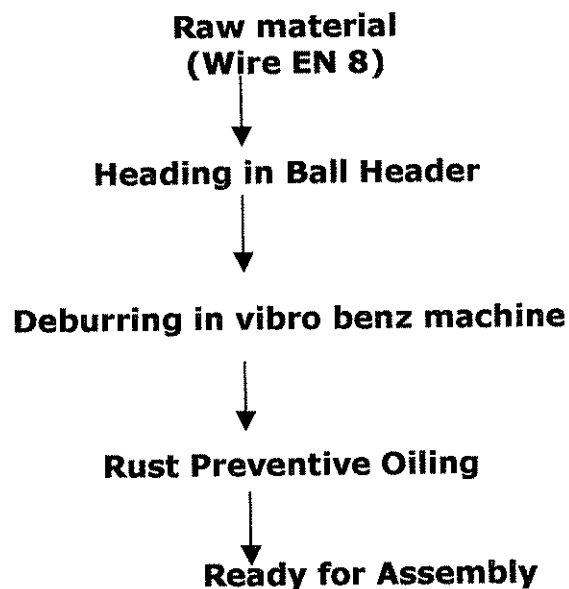 Raw material
(Wire EN 8)
Heading in Ball Header
Deburring in vibro benz machine
Rust Preventive Oiling
Ready for Assembly